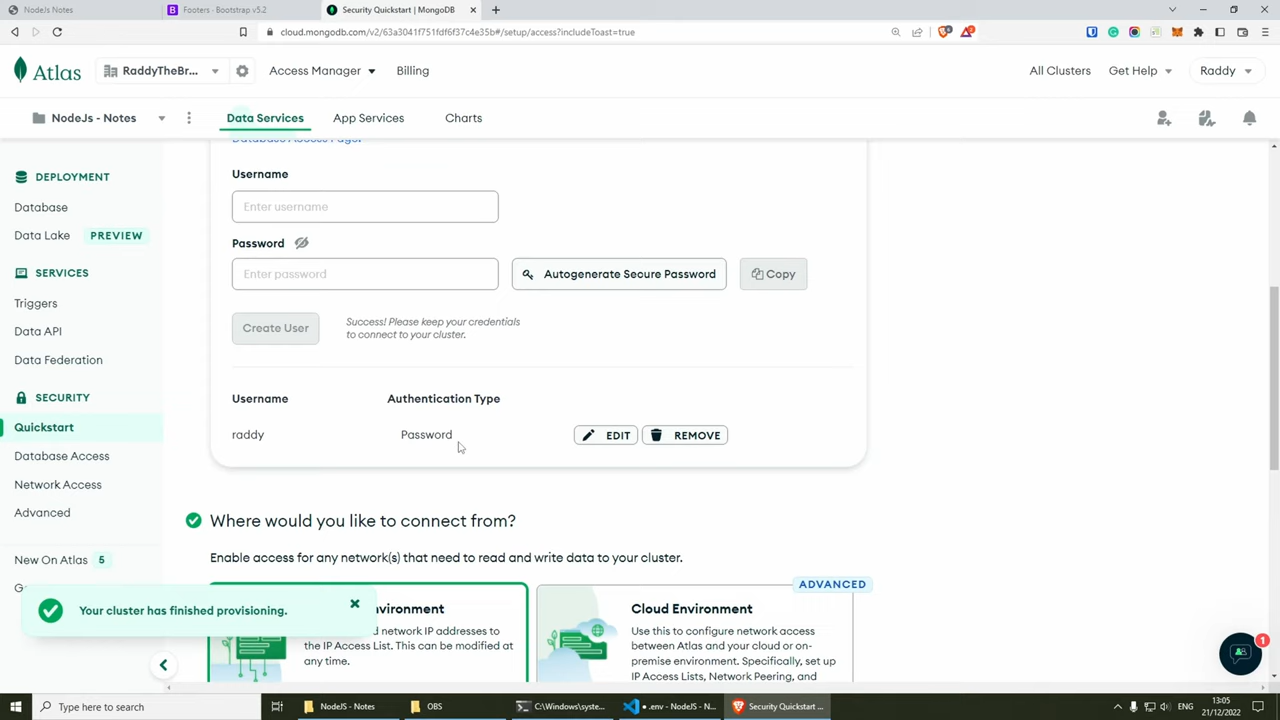 NodeJs Notes
Footers · Bootstrap v5.2
Security Quickstart | MongoDB
cloud.mongodb.com/v2/63a3041f751fdf6f37c4e35b#/setup/access?includeToast=true
Atlas
RaddyTheBr...
Access Manager
Billing
All Clusters
Get Help
Raddy
NodeJs - Notes
Data Services
App Services
Charts
DEPLOYMENT
Database
Data Lake
PREVIEW
SERVICES
Triggers
Data API
Data Federation
SECURITY
Quickstart
Database Access
Network Access
Advanced
New On Atlas 5
Database Access Page.
Username
Enter username
Password
Enter password
Autogenerate Secure Password
Copy
Create User
Success! Please keep your credentials
to connect to your cluster.
Username
Authentication Type
raddy
Password
EDIT
REMOVE
Where would you like to connect from?
Enable access for any network(s) that need to read and write data to your cluster.
ADVANCED
network IP addresses to
the IP Access List. This can be modified at
any time.
Cloud Environment
Use this to configure network access
between Atlas and your cloud or on-
premise environment. Specifically, set up
IP Access Lists, Network Peering, and
Your cluster has finished provisioning.
1
Type here to search
NodeJS - Notes
OBS
C:\Windows\syste...
.env - NodeJS - N...
Security Quickstart ...
ENG
13:05
21/12/2022